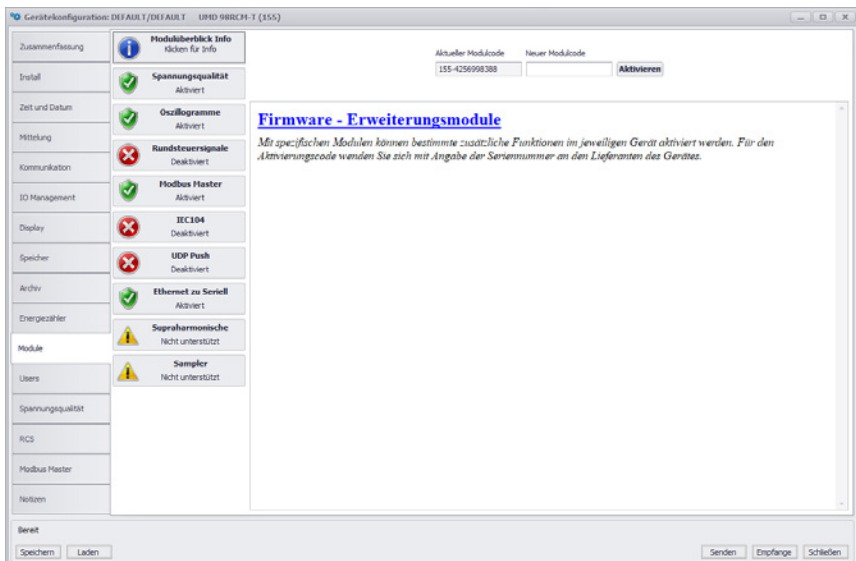 Gerätekonfiguration: DEFAULT/DEFAULT UMD 98RCM-T (155)
Zusammenfassung
Install
Zeit und Datum
Mitteilung
Kommunikation
IO Management
Display
Speicher
Archiv
Energiezähler
Module
Users
Spannungsqualität
RCS
Modbus Master
Notizen
Modulüberblick Info
Klicken für Info
Spannungsqualität
Aktiviert
Oszillogramme
Aktiviert
Rundsteuersignale
Deaktiviert
Modbus Master
Aktiviert
IEC104
Deaktiviert
UDP Push
Deaktiviert
Ethernet zu Seriell
Aktiviert
Supraharmonische
Nicht unterstützt
Sampler
Nicht unterstützt
Aktueller Modulcode Neuer Modulcode
155-4256998388 Aktivieren
Firmware - Erweiterungsmodule
Mit spezifischen Modulen können bestimmte zusätzliche Funktionen im jeweiligen Gerät aktiviert werden. Für den
Aktivierungscode wenden Sie sich mit Angabe der Seriennummer an den Lieferanten des Gerätes.
Bereit
Speichern Laden Senden Empfange Schließen